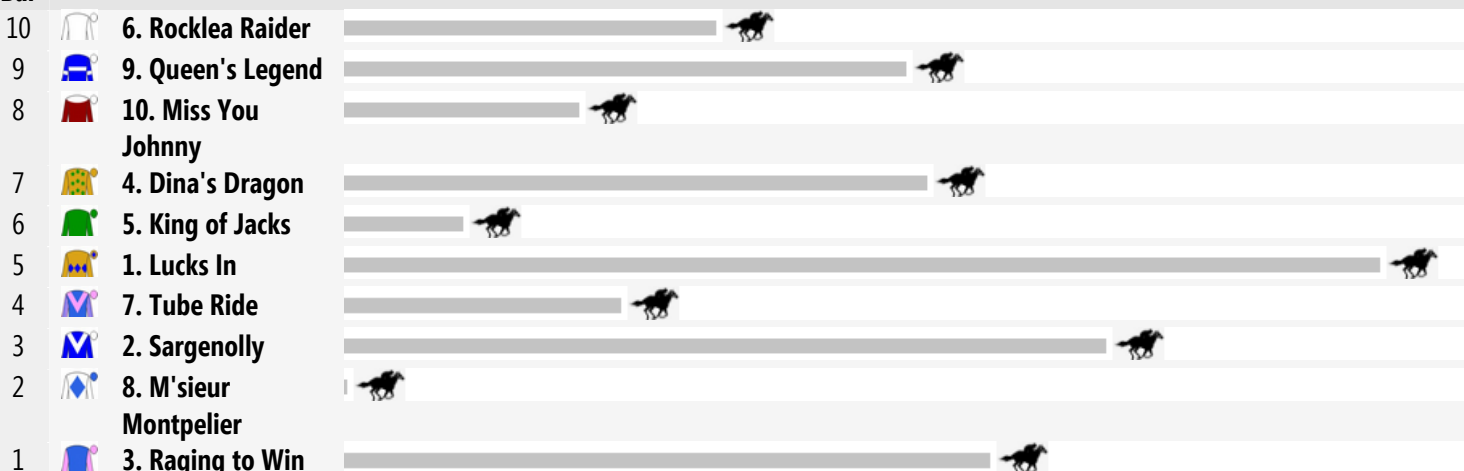 10 6. Rocklea Raider
9 9. Queen's Legend
8 10. Miss You
Johnny
7 4. Dina's Dragon
6 5. King of Jacks
5 1. Lucks In
4 7. Tube Ride
3 2. Sargenolly
2 8. M'sieur
Montpelier
1 3. Raging to Win